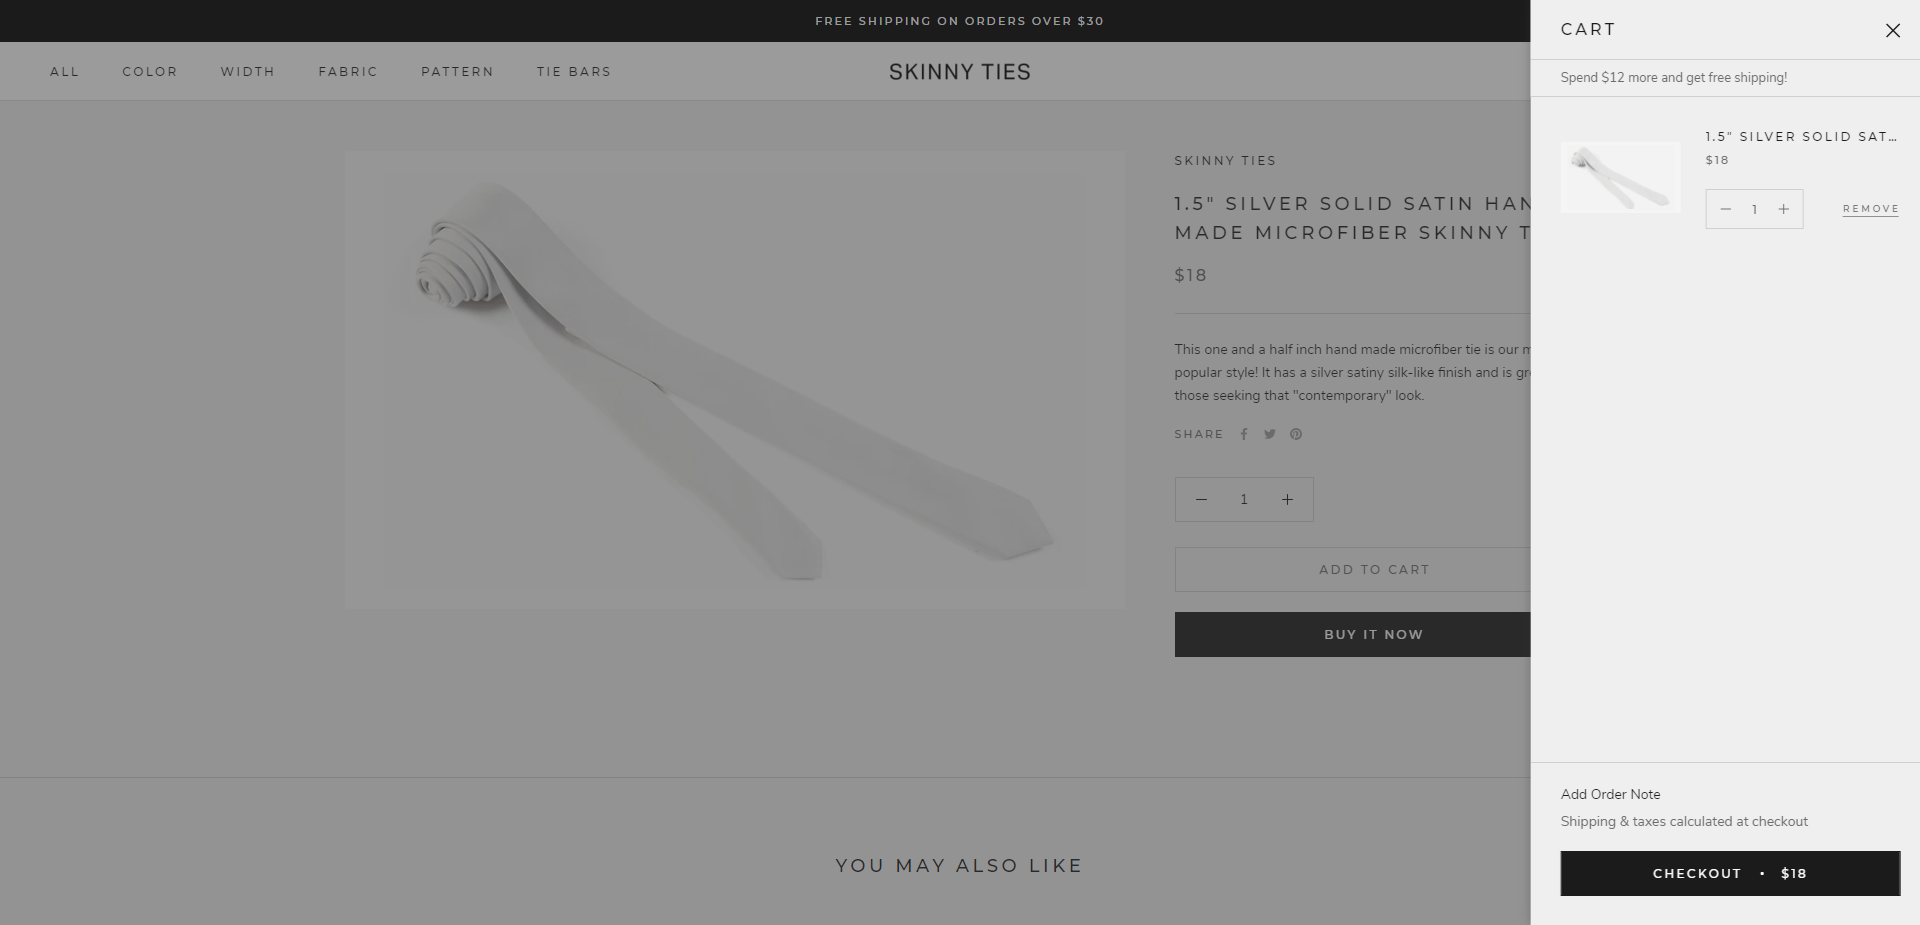 FREE SHIPPING ON ORDERS OVER $30
ALL COLOR WIDTH FABRIC PATTERN TIE BARS
SKINNY TIES
SKINNY TIES
1.5" SILVER SOLID SATIN HAN
MADE MICROFIBER SKINNY T
$18
This one and a half inch hand made microfiber tie is our m
popular style! It has a silver satiny silk-like finish and is gr
those seeking that "contemporary" look.
SHARE
1
ADD TO CART
BUY IT NOW
YOU MAY ALSO LIKE
CART
Spend $12 more and get free shipping!
1.5" SILVER SOLID SAT...
$18
1
REMOVE
Add Order Note
Shipping & taxes calculated at checkout
CHECKOUT • $18